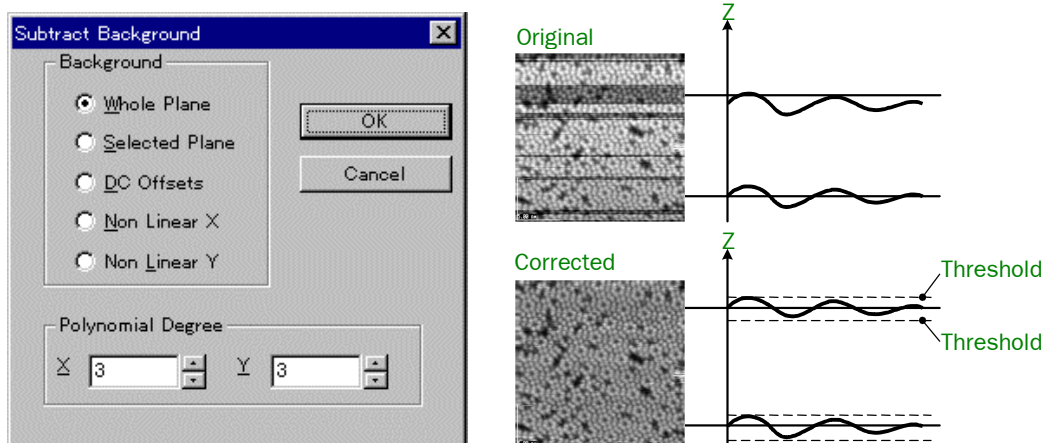 Subtract Background
Background
Whole Plane
Selected Plane
DC Offsets
Non Linear X
Non Linear Y
OK
Cancel
Polynomial Degree
X 3 Y 3
Original
Z
Corrected
Z
Threshold
Threshold